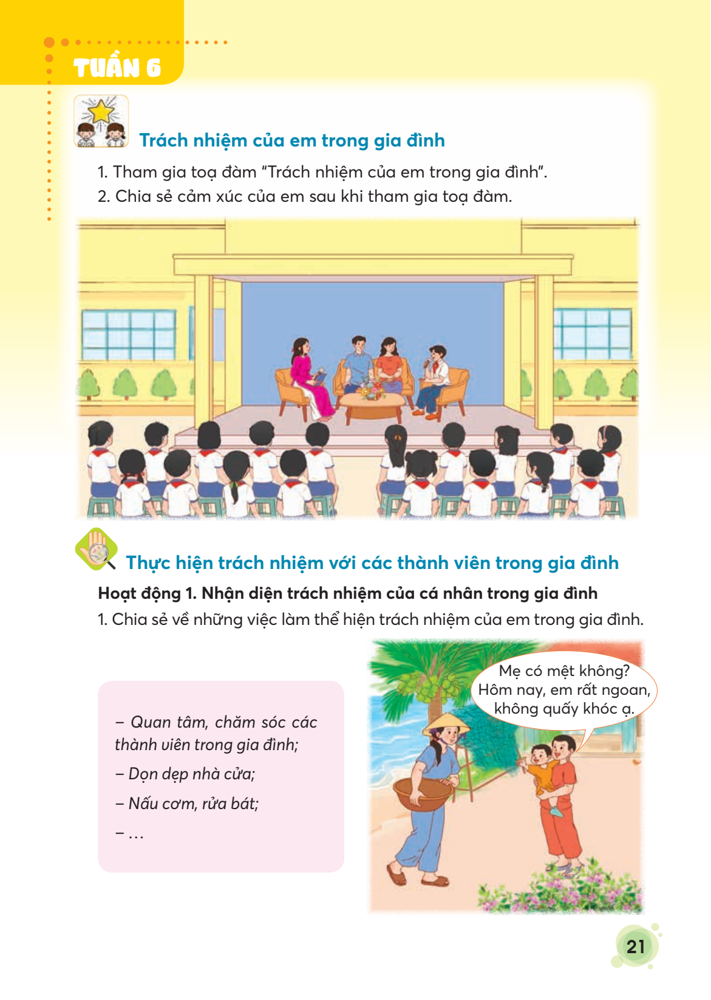 TUẦN 6
Trách nhiệm của em trong gia đình
1. Tham gia toạ đàm “Trách nhiệm của em trong gia đình”.
2. Chia sẻ cảm xúc của em sau khi tham gia toạ đàm.
Thực hiện trách nhiệm với các thành viên trong gia đình
Hoạt động 1. Nhận diện trách nhiệm của cá nhân trong gia đình
1. Chia sẻ về những việc làm thể hiện trách nhiệm của em trong gia đình.
– Quan tâm, chăm sóc các
thành viên trong gia đình;
– Dọn dẹp nhà cửa;
– Nấu cơm, rửa bát;
– …
Mẹ có mệt không?
Hôm nay, em rất ngoan,
không quấy khóc ạ.
21